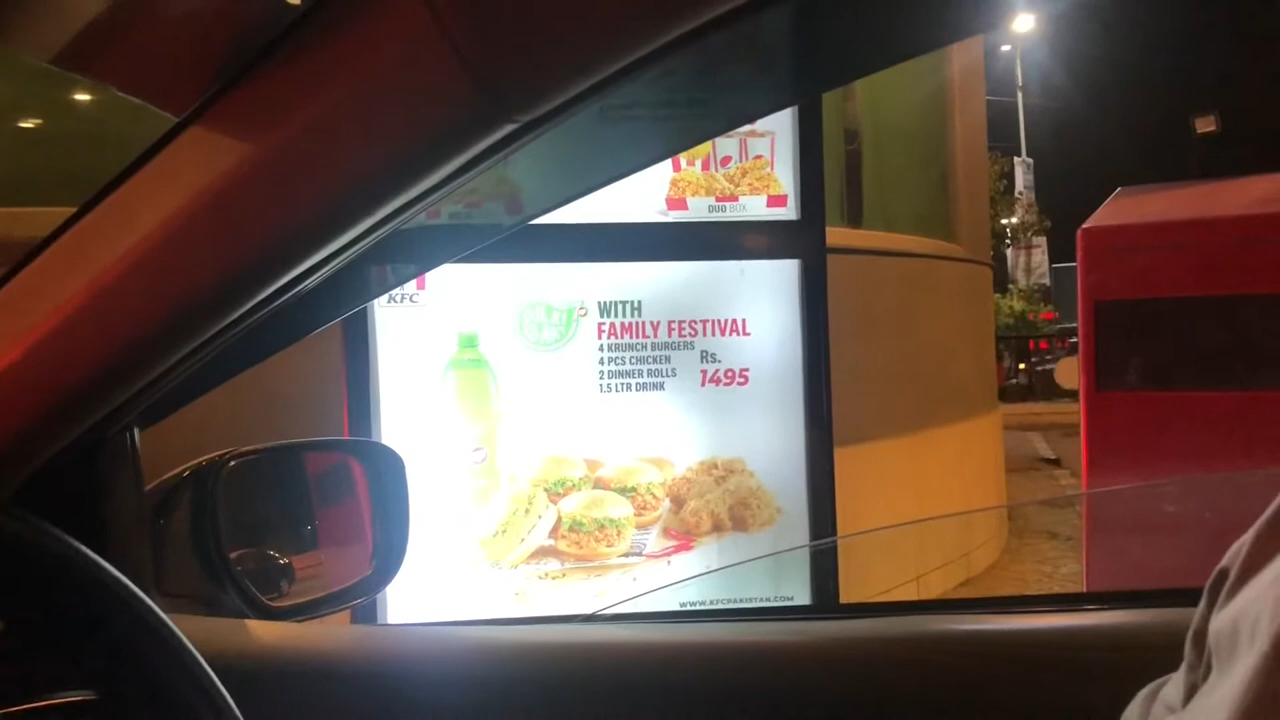 DUO BOX
KFC
WITH
FAMILY FESTIVAL
4 KRUNCH BURGERS
4 PCS CHICKEN
2 DINNER ROLLS
1.5 LTR DRINK
Rs.
1495
WWW.KFCPAKISTAN.COM